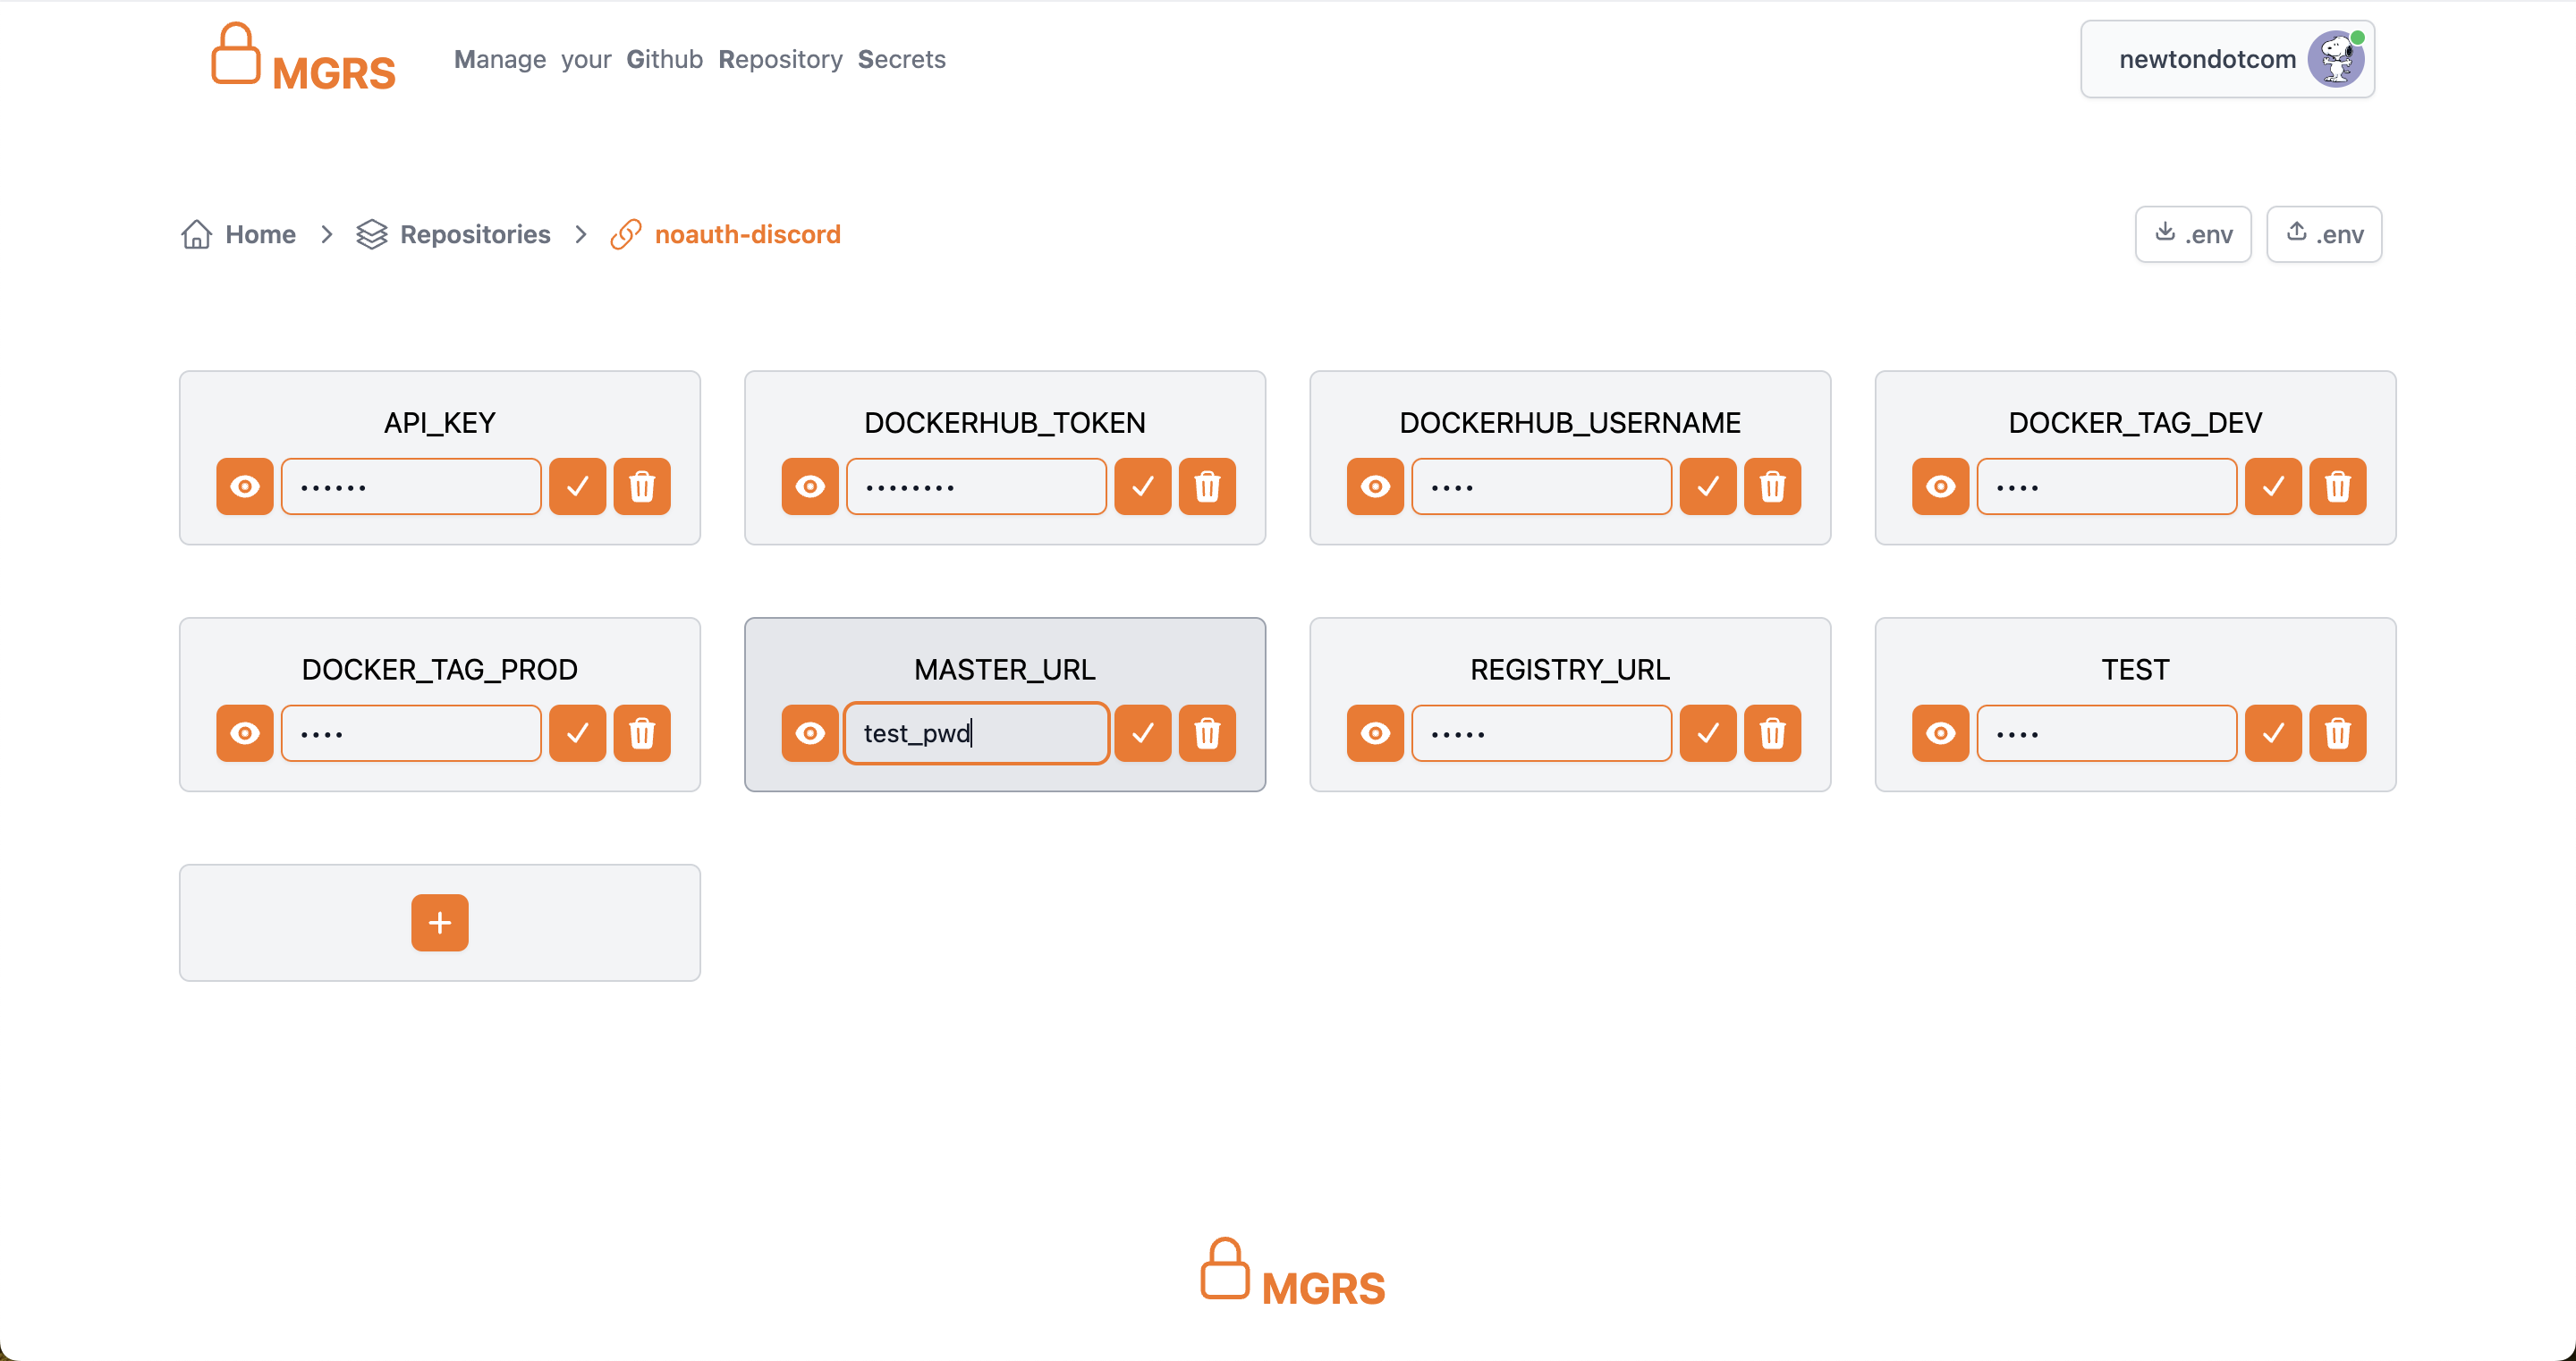 MGRS
Manage your Github Repository Secrets
newtondotcom
Home > Repositories > noauth-discord
.env
.env
API_KEY
DOCKERHUB_TOKEN
DOCKERHUB_USERNAME
DOCKER_TAG_DEV
••••••
••••••••
••••
••••
DOCKER_TAG_PROD
MASTER_URL
REGISTRY_URL
TEST
••••
test_pwd
•••••
••••
MGRS